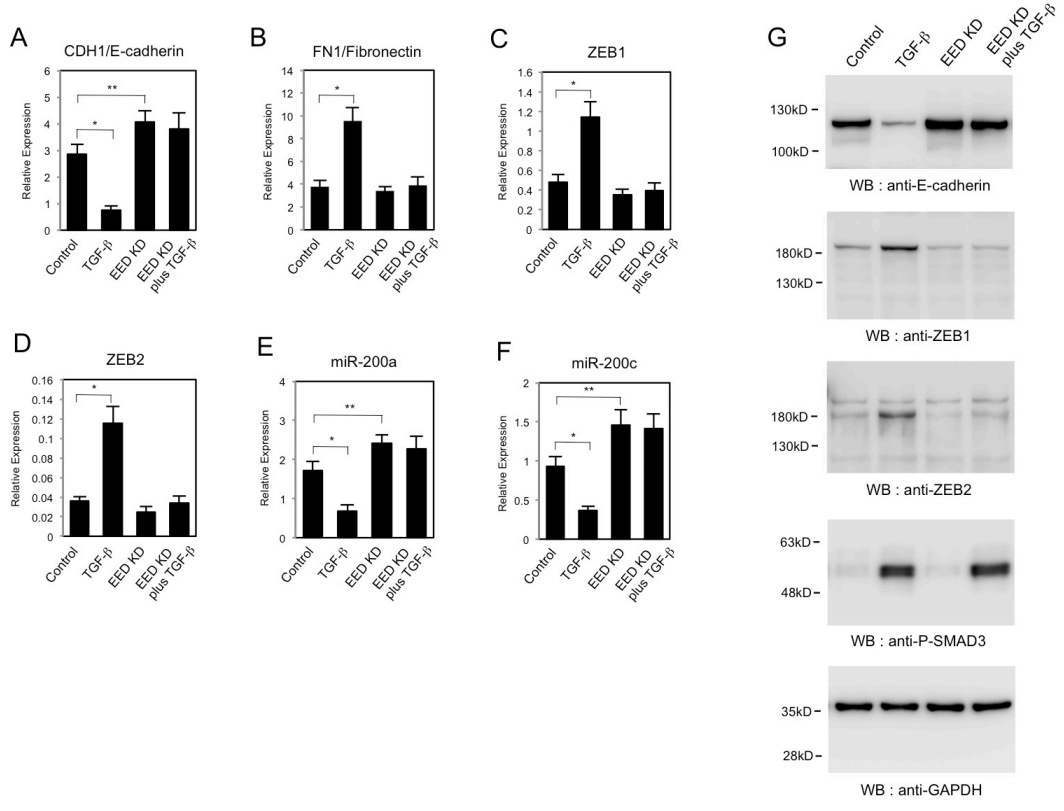 A
CDH1/E-cadherin
Relative Expression
6
5
4
3
2
1
0
**
*
Control
TGF-β
EED KD
EED KD
plus TGF-β
B
FN1/Fibronectin
Relative Expression
14
12
10
8
6
4
2
0
*
Control
TGF-β
EED KD
EED KD
plus TGF-β
C
ZEB1
Relative Expression
1.6
1.4
1.2
1
0.8
0.6
0.4
0.2
0
*
Control
TGF-β
EED KD
EED KD
plus TGF-β
D
ZEB2
Relative Expression
0.16
0.14
0.12
0.1
0.08
0.06
0.04
0.02
0
*
Control
TGF-β
EED KD
EED KD
plus TGF-β
E
miR-200a
Relative Expression
4
3
2
1
0
**
*
Control
TGF-β
EED KD
EED KD
plus TGF-β
F
miR-200c
Relative Expression
2
1.5
1
0.5
0
**
*
Control
TGF-β
EED KD
EED KD
plus TGF-β
G
Control
TGF-β
EED KD
EED KD
plus TGF-β
130kD
100kD
WB : anti-E-cadherin
180kD
130kD
WB : anti-ZEB1
180kD
130kD
WB : anti-ZEB2
63kD
48kD
WB : anti-P-SMAD3
35kD
28kD
WB : anti-GAPDH